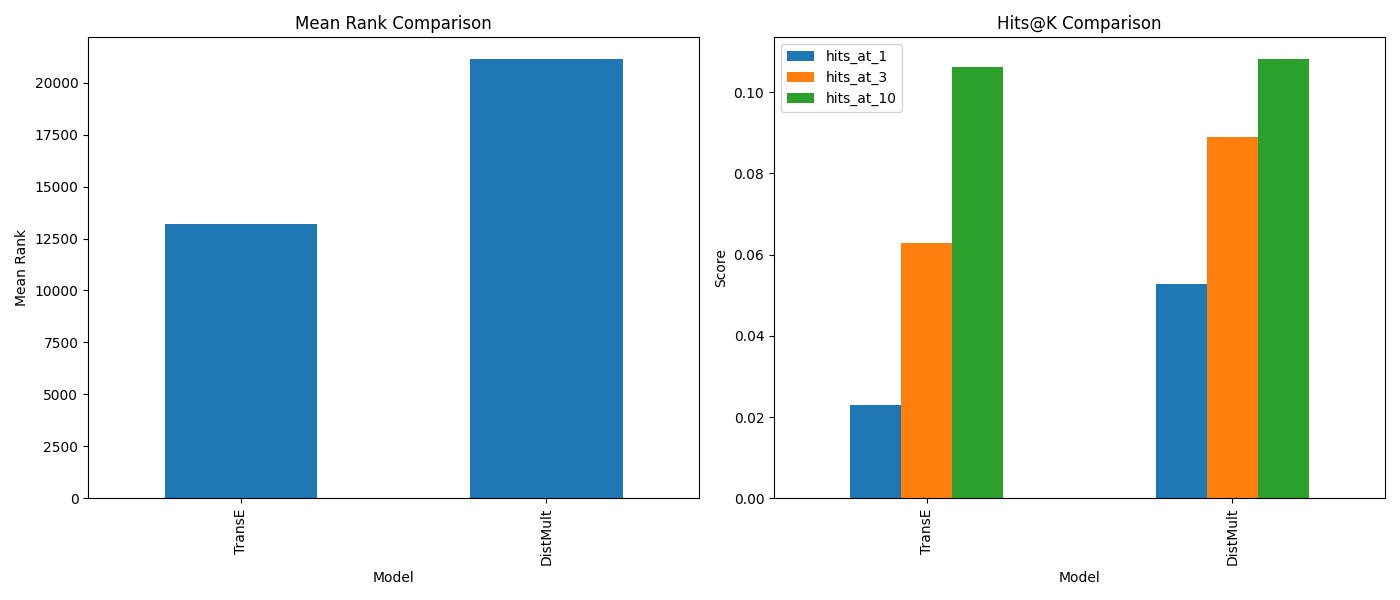 Mean Rank Comparison
Mean Rank
20000
17500
15000
12500
10000
7500
5000
2500
0
TransE
DistMult
Model
Hits@K Comparison
hits_at_1
hits_at_3
hits_at_10
Score
0.10
0.08
0.06
0.04
0.02
0.00
TransE
DistMult
Model